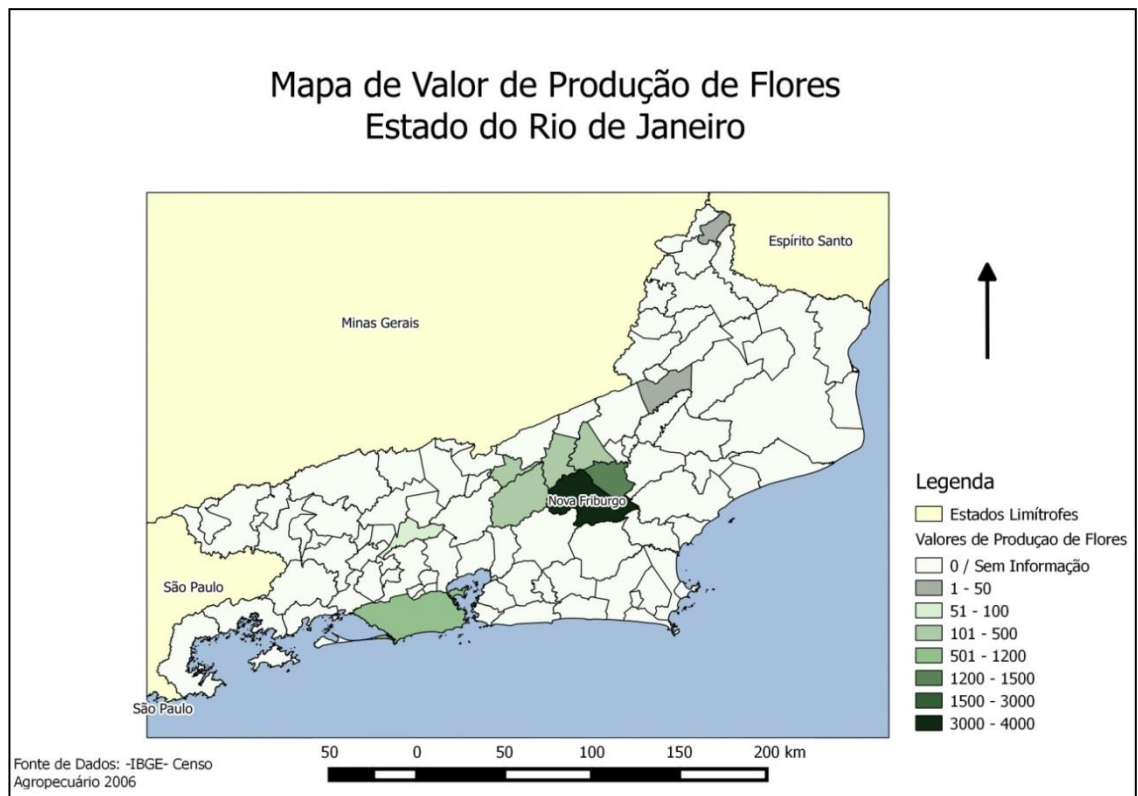 Mapa de Valor de Produção de Flores
Estado do Rio de Janeiro
Espírito Santo
Minas Gerais
Nova Friburgo
São Paulo
São Paulo
Legenda
Estados Limítrofes
Valores de Produçao de Flores
0 / Sem Informação
1 - 50
51 - 100
101 - 500
501 - 1200
1200 - 1500
1500 - 3000
3000 - 4000
50 0 50 100 150 200 km
Fonte de Dados: -IBGE- Censo
Agropecuário 2006